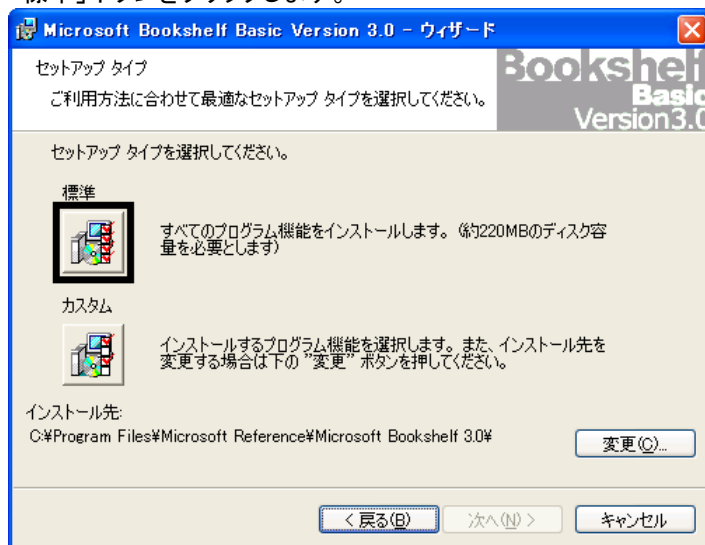 標準」ボタンをクリックします。
Microsoft Bookshelf Basic Version 3.0 - ウィザード
セットアップ タイプ
ご利用方法に合わせて最適なセットアップ タイプを選択してください。
Bookshelf
Basic
Version3.0
セットアップ タイプを選択してください。
標準
すべてのプログラム機能をインストールします。(約220MBのディスク容
量を必要とします)
カスタム
インストールするプログラム機能を選択します。また、インストール先を
変更する場合は下の "変更" ボタンを押してください。
インストール先:
C:¥Program Files¥Microsoft Reference¥Microsoft Bookshelf 3.0¥
変更(C)...
< 戻る(B)
次へ(N) >
キャンセル